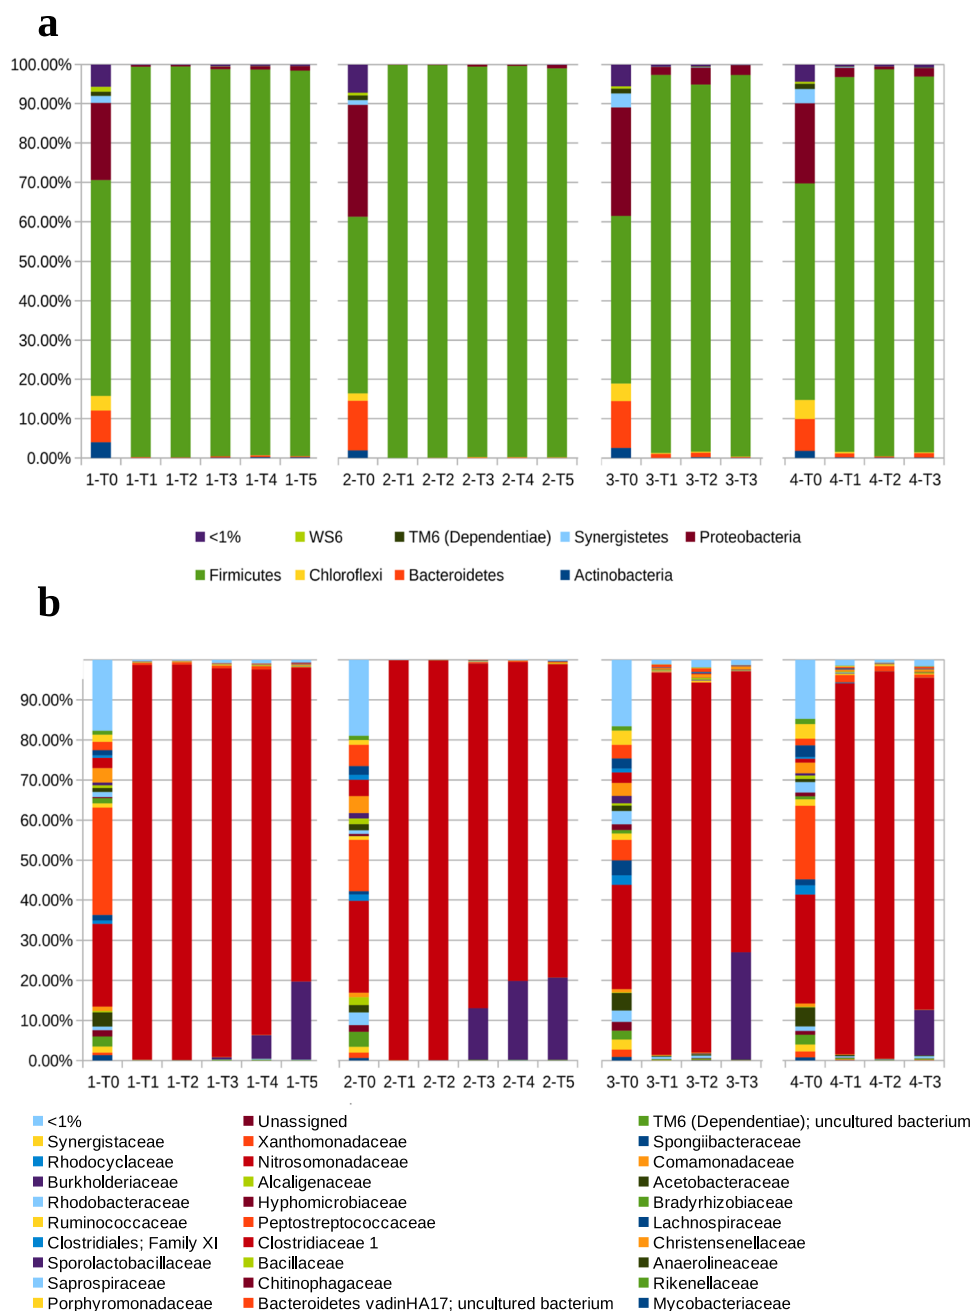 a
100.00%
90.00%
80.00%
70.00%
60.00%
50.00%
40.00%
30.00%
20.00%
10.00%
0.00%
1-T0 1-T1 1-T2 1-T3 1-T4 1-T5 2-T0 2-T1 2-T2 2-T3 2-T4 2-T5 3-T0 3-T1 3-T2 3-T3 4-T0 4-T1 4-T2 4-T3
<1% WS6 TM6 (Dependentiae) Synergistetes Proteobacteria
Firmicutes Chloroflexi Bacteroidetes Actinobacteria
b
90.00%
80.00%
70.00%
60.00%
50.00%
40.00%
30.00%
20.00%
10.00%
0.00%
1-T0 1-T1 1-T2 1-T3 1-T4 1-T5 2-T0 2-T1 2-T2 2-T3 2-T4 2-T5 3-T0 3-T1 3-T2 3-T3 4-T0 4-T1 4-T2 4-T3
<1% Unassigned TM6 (Dependentiae); uncultured bacterium
Synergistaceae Xanthomonadaceae Spongiibacteraceae
Rhodocyclaceae Nitrosomonadaceae Comamonadaceae
Burkholderiaceae Alcaligenaceae Acetobacteraceae
Rhodobacteraceae Hyphomicrobiaceae Bradyrhizobiaceae
Ruminococcaceae Peptostreptococcaceae Lachnospiraceae
Clostridiales; Family XI Clostridiaceae 1 Christensenellaceae
Sporolactobacillaceae Bacillaceae Anaerolineaceae
Saprospiraceae Chitinophagaceae Rikenellaceae
Porphyromonadaceae Bacteroidetes vadinHA17; uncultured bacterium Mycobacteriaceae